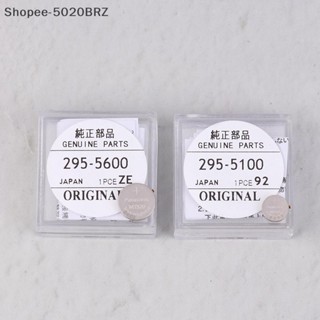 Shopee-5020BRZ
純正部品
GENUINE PARTS
295-5600
JAPAN 1PCE ZE
ORIGINAL
純正部品
GENUINE PARTS
295-5100
JAPAN 1PCE 92
ORIGINAL